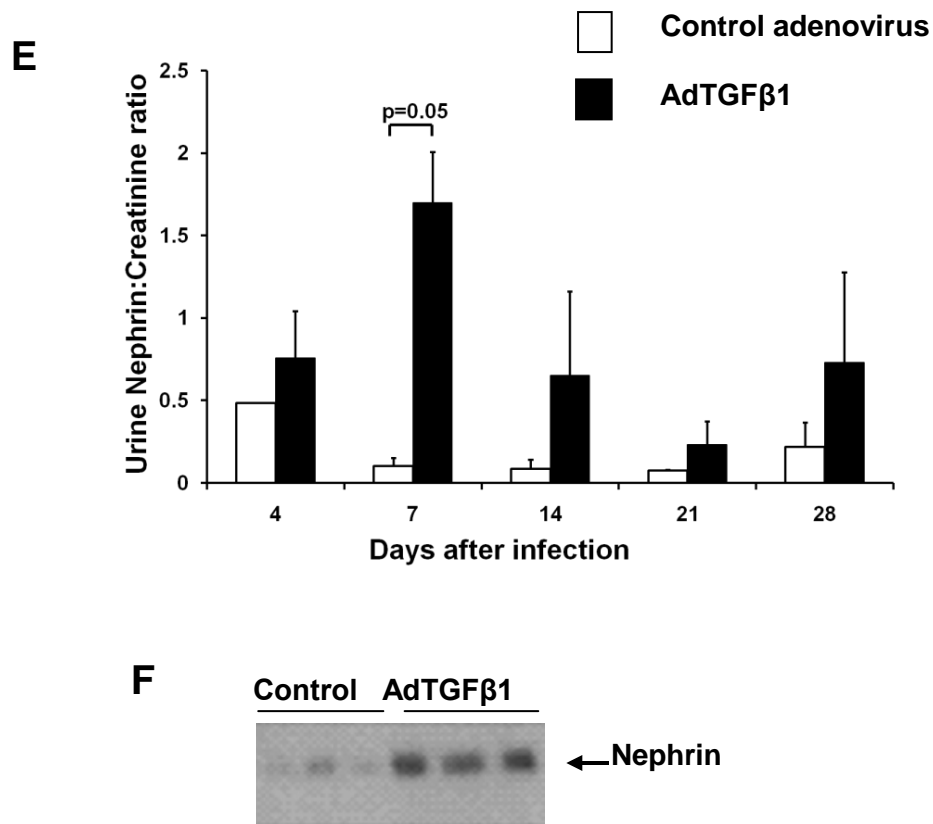 E
Control adenovirus
AdTGFβ1
Urine Nephrin:Creatinine ratio
2.5
2
1.5
1
0.5
0
p=0.05
4 7 14 21 28
Days after infection
F
Control AdTGFβ1
Nephrin